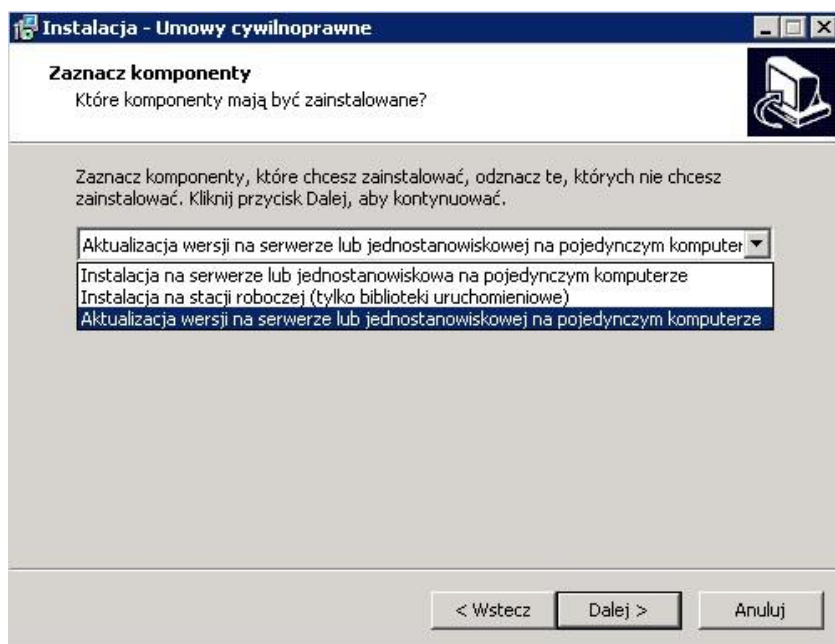 Instalacja - Umowy cywilnoprawne
Zaznacz komponenty
Które komponenty mają być zainstalowane?
Zaznacz komponenty, które chcesz zainstalować, odznacz te, których nie chcesz
zainstalować. Kliknij przycisk Dalej, aby kontynuować.
Aktualizacja wersji na serwerze lub jednostanowiskowej na pojedynczym komputer
Instalacja na serwerze lub jednostanowiskowa na pojedynczym komputerze
Instalacja na stacji roboczej (tylko biblioteki uruchomieniowe)
Aktualizacja wersji na serwerze lub jednostanowiskowej na pojedynczym komputerze
< Wstecz Dalej > Anuluj